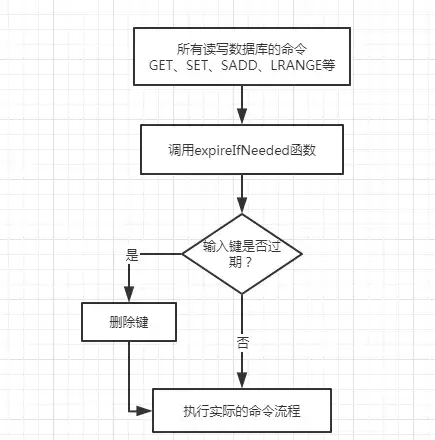 所有读写数据库的命令
GET、SET、SADD、LRANGE等
调用expireIfNeeded函数
输入键是否过
期？
是
删除键
否
执行实际的命令流程